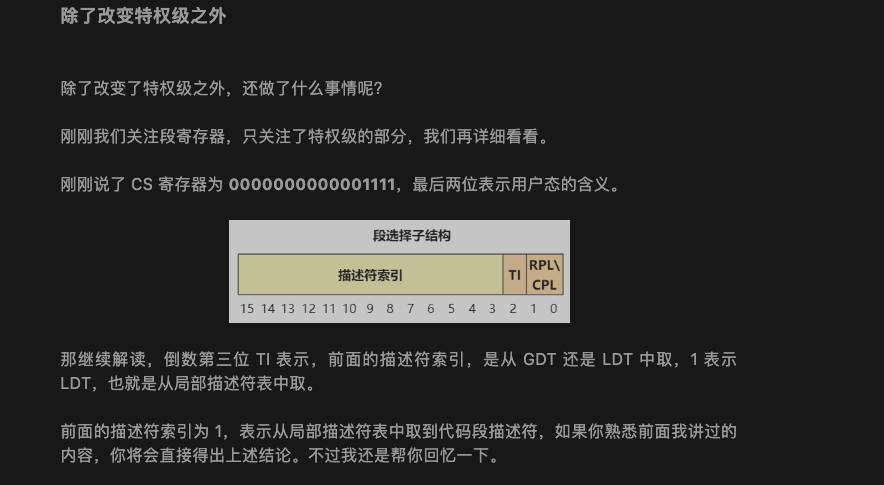 除了改变特权级之外
除了改变了特权级之外，还做了什么事情呢？
刚刚我们关注段寄存器，只关注了特权级的部分，我们再详细看看。
刚刚说了 CS 寄存器为 0000000000001111，最后两位表示用户态的含义。
段选择子结构
描述符索引 TI RPL\
CPL
15 14 13 12 11 10 9 8 7 6 5 4 3 2 1 0
那继续解读，倒数第三位 TI 表示，前面的描述符索引，是从 GDT 还是 LDT 中取，1 表示
LDT，也就是从局部描述符表中取。
前面的描述符索引为 1，表示从局部描述符表中取到代码段描述符，如果你熟悉前面我讲过的
内容，你将会直接得出上述结论。不过我还是帮你回忆一下。